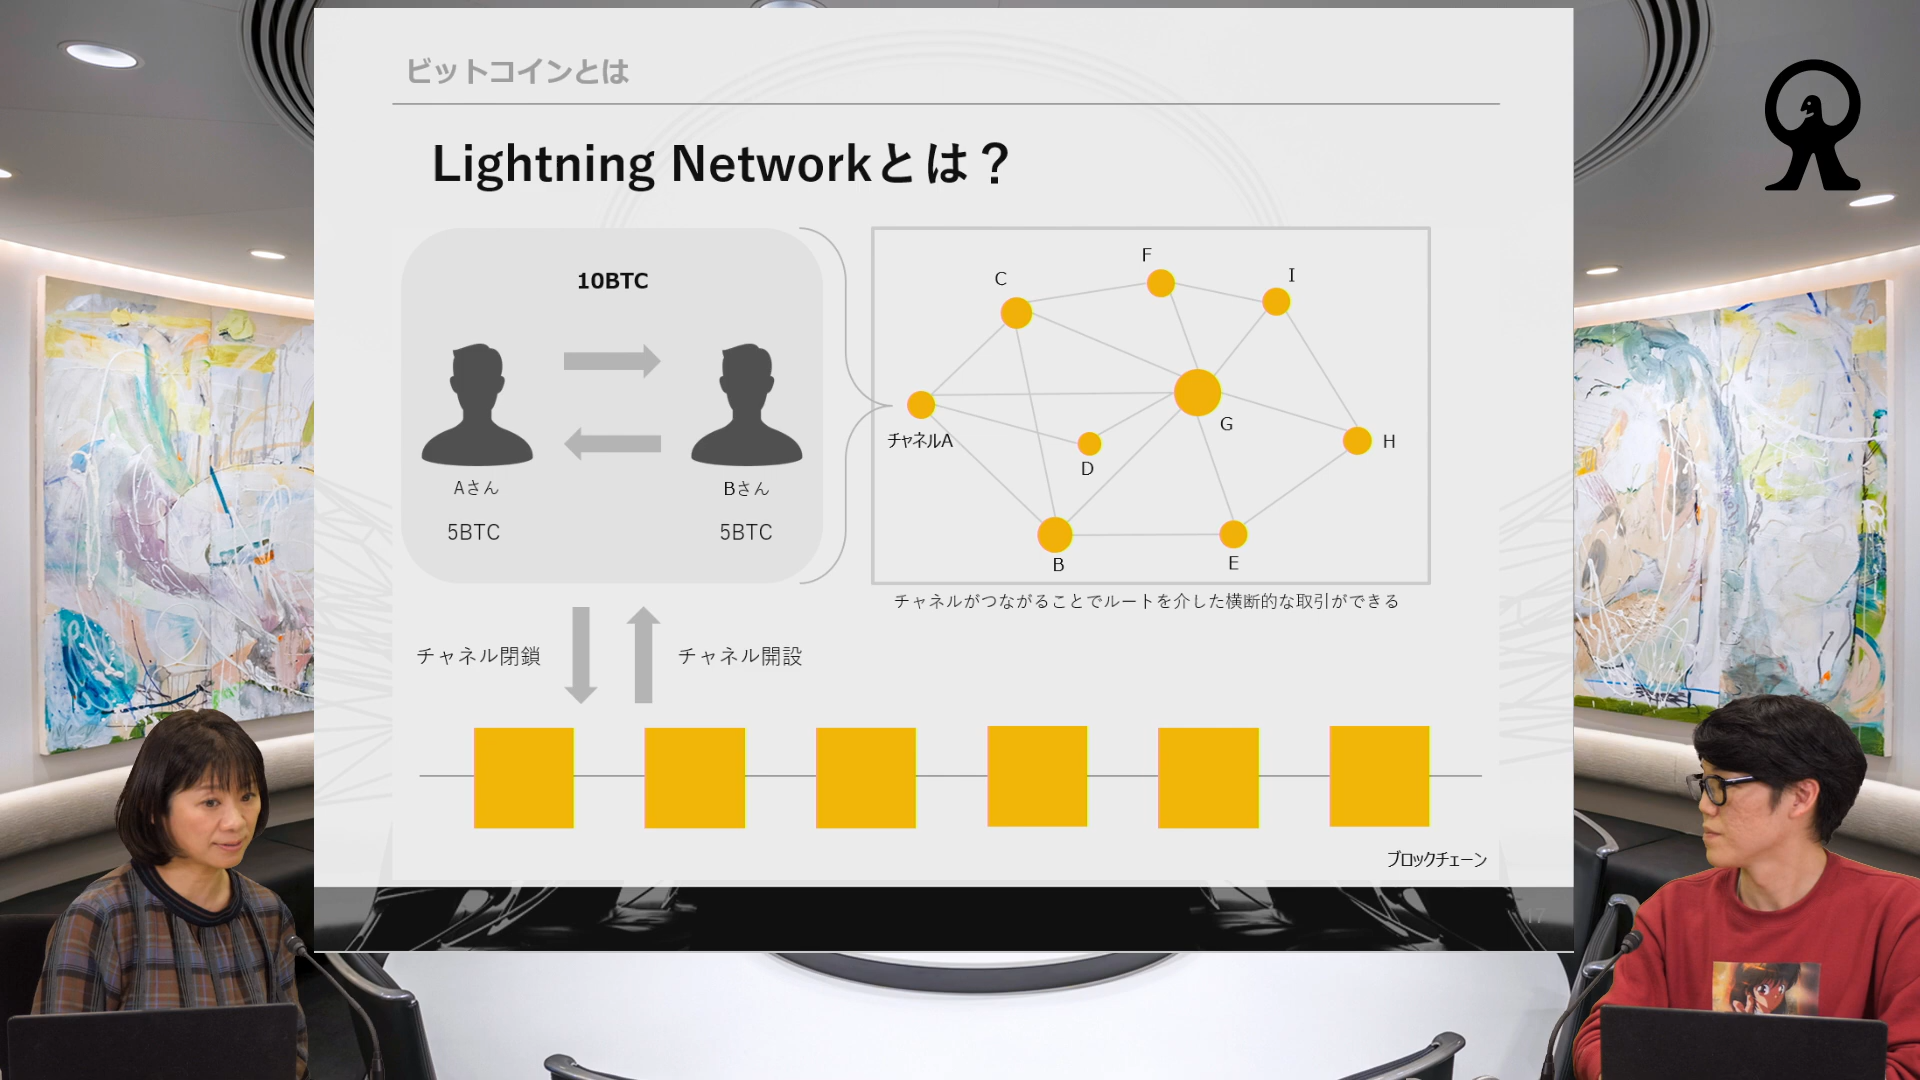 ビットコインとは
Lightning Networkとは？
10BTC
Aさん
Bさん
5BTC
5BTC
C
F
I
チャネルA
G
D
H
B
E
チャネルがつながることでルートを介した横断的な取引ができる
チャネル閉鎖
チャネル開設
ブロックチェーン
17